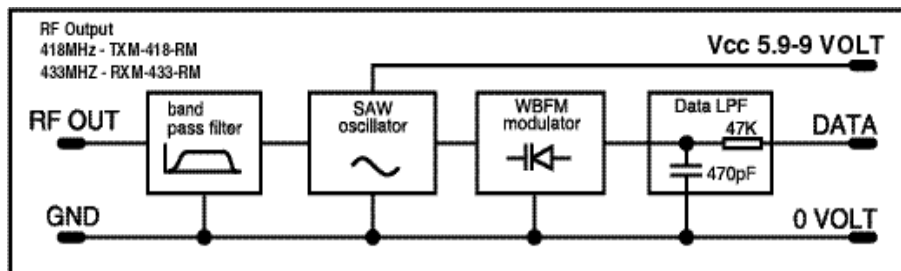 RF Output
418MHz - TXM-418-RM
433MHZ - RXM-433-RM
Vcc 5.9-9 VOLT
RF OUT
band
pass filter
SAW
oscillator
WBFM
modulator
Data LPF
47K
470pF
DATA
GND
0 VOLT